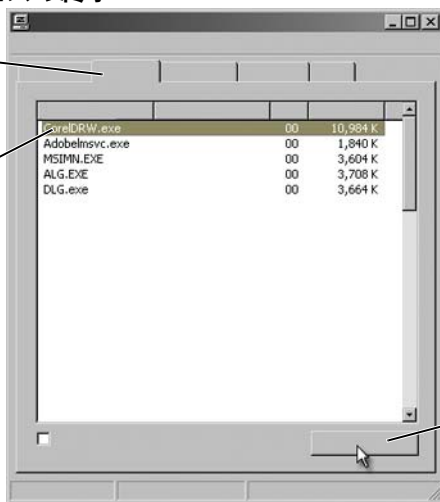 CorelDRW.exe 00 10,984 K
Adobelmsvc.exe 00 1,840 K
MSIMN.EXE 00 3,604 K
ALG.EXE 00 3,708 K
DLG.exe 00 3,664 K